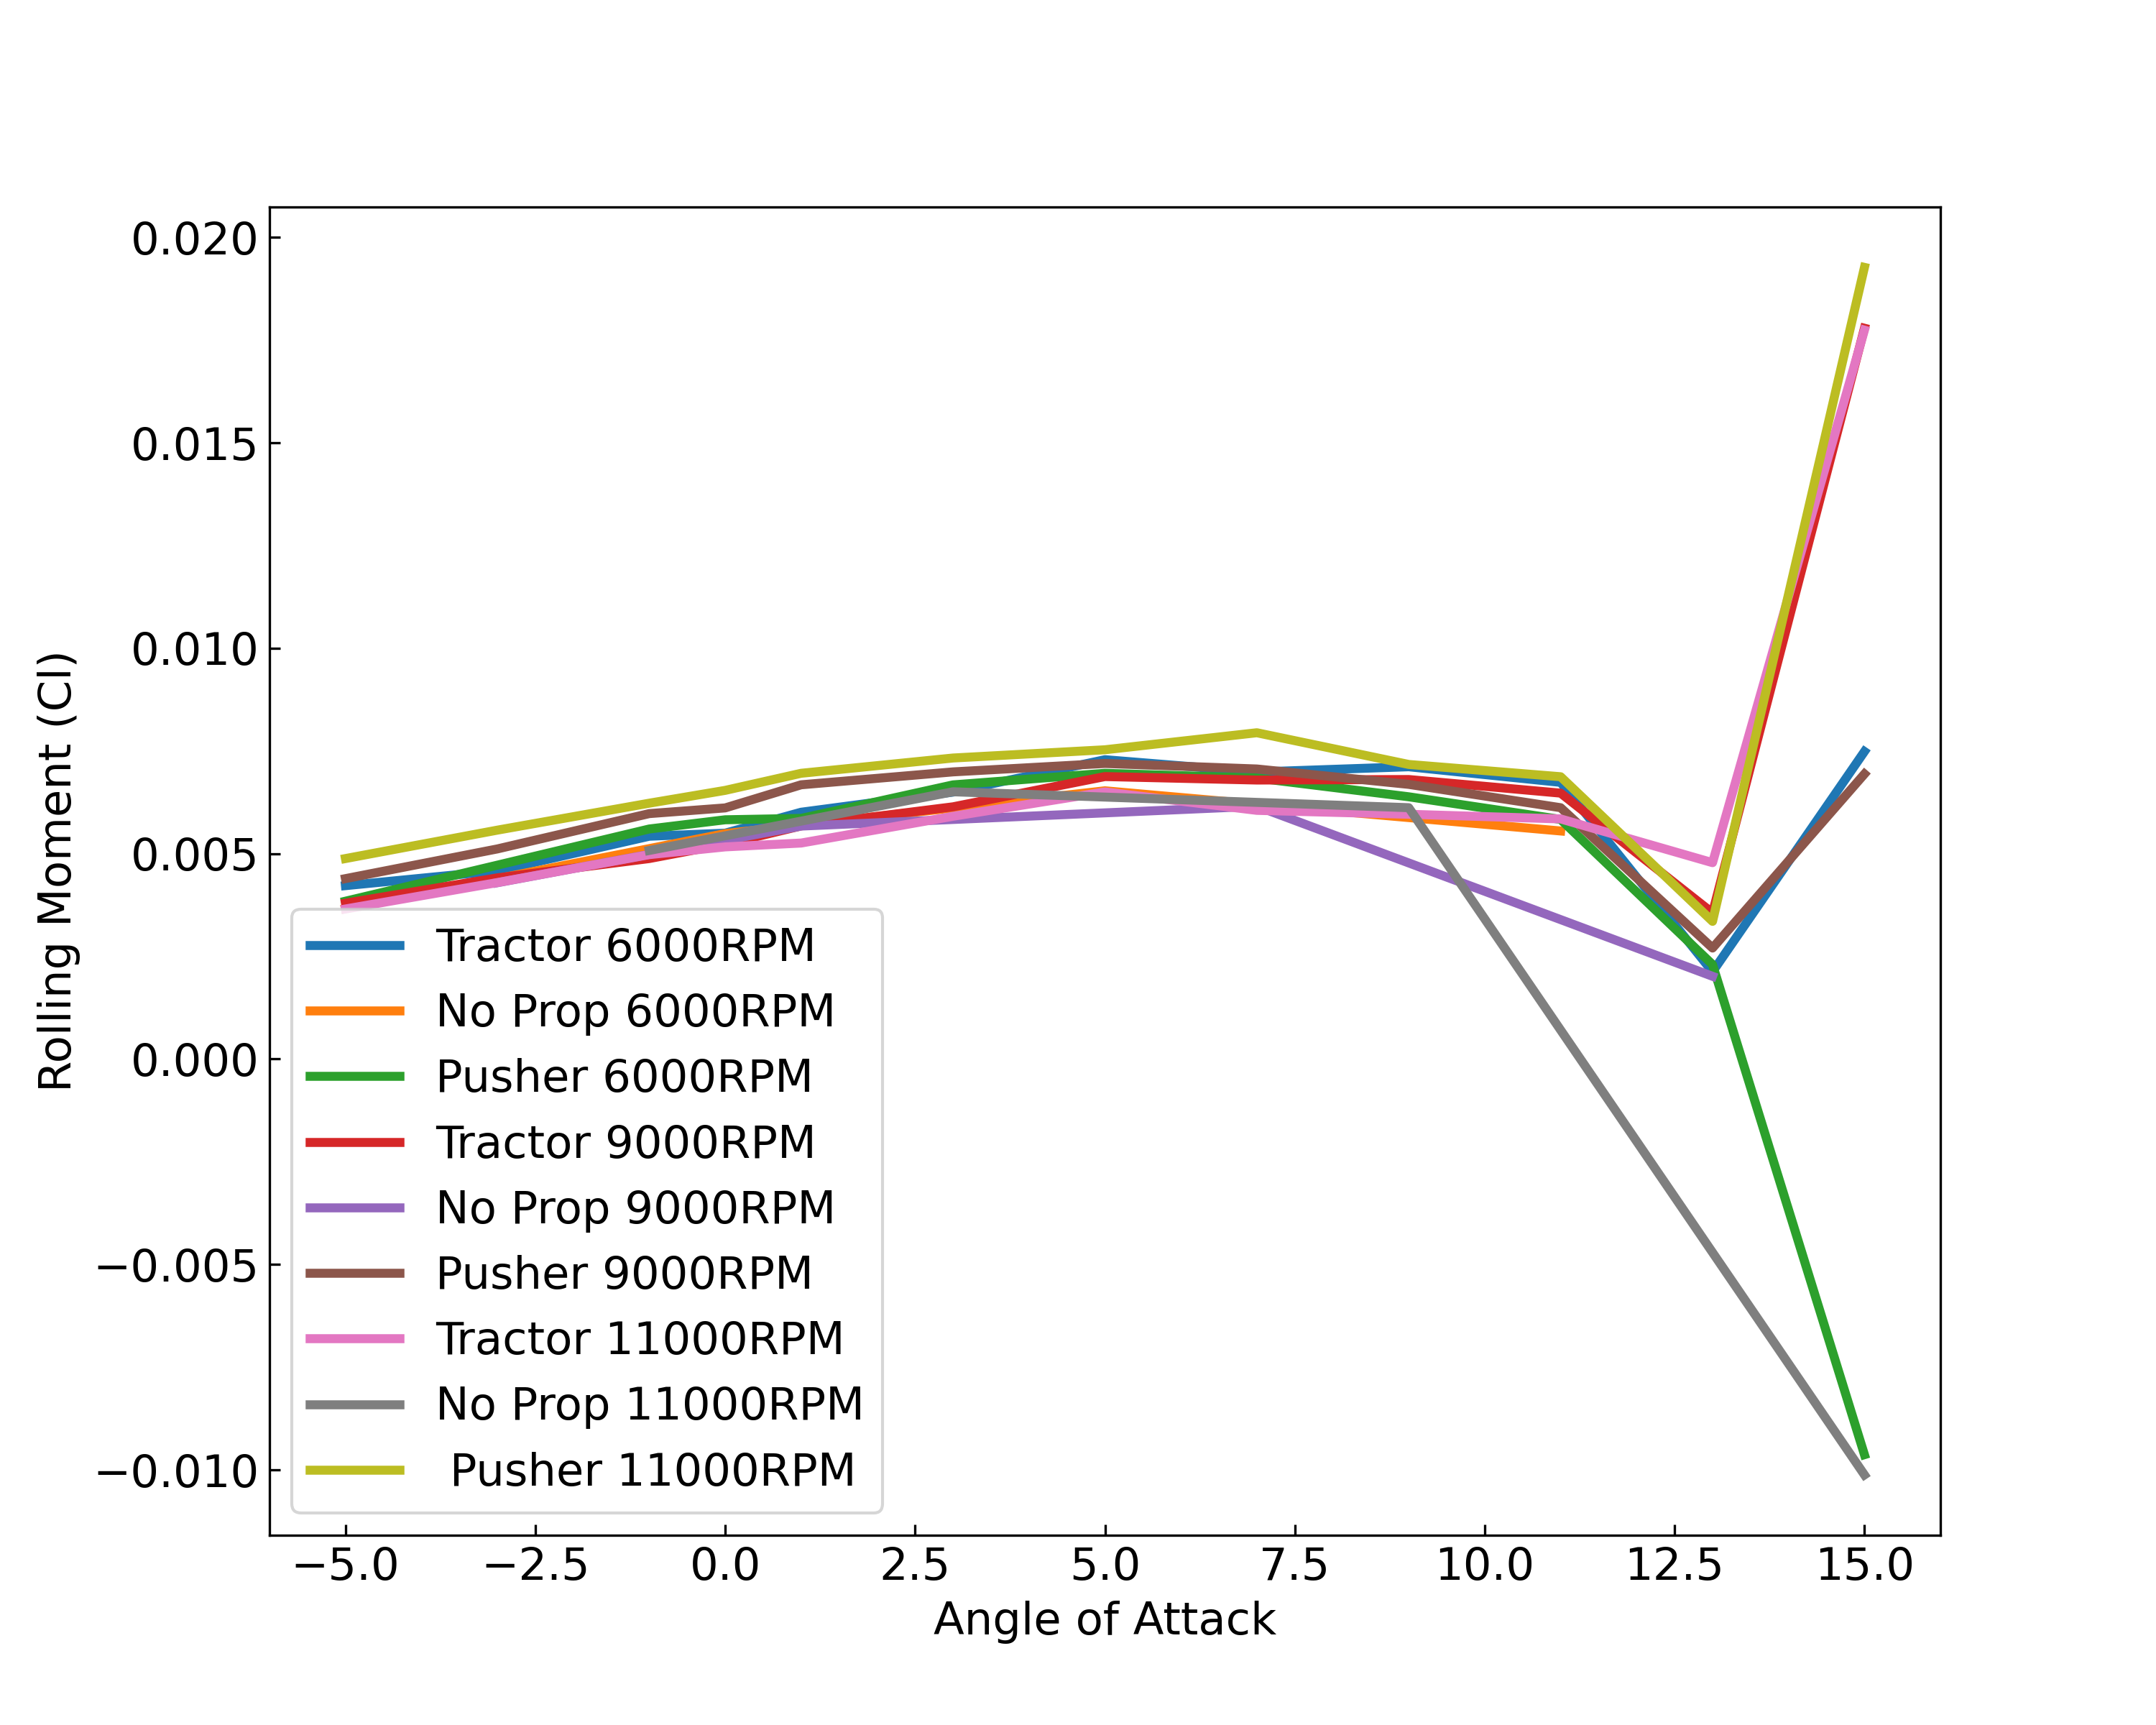 0.020
0.015
0.010
0.005
0.000
−0.005
−0.010
Rolling Moment (Cl)
Tractor 6000RPM
No Prop 6000RPM
Pusher 6000RPM
Tractor 9000RPM
No Prop 9000RPM
Pusher 9000RPM
Tractor 11000RPM
No Prop 11000RPM
Pusher 11000RPM
−5.0 −2.5 0.0 2.5 5.0 7.5 10.0 12.5 15.0
Angle of Attack